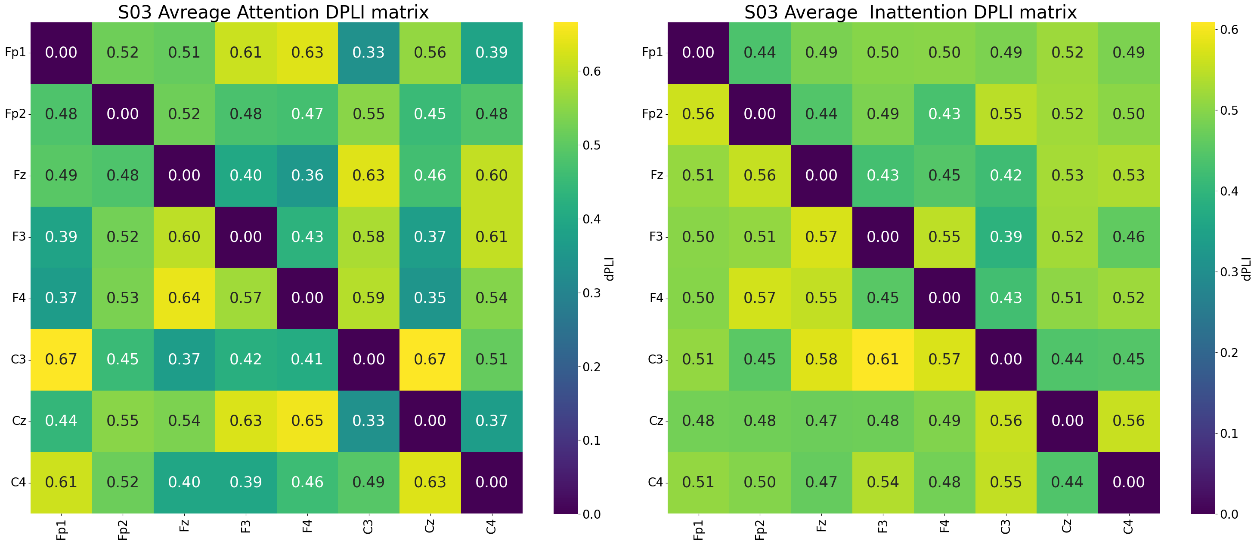 S03 Avreage Attention DPLI matrix
Fp1 0.00 0.52 0.51 0.61 0.63 0.33 0.56 0.39
Fp2 0.48 0.00 0.52 0.48 0.47 0.55 0.45 0.48
Fz 0.49 0.48 0.00 0.40 0.36 0.63 0.46 0.60
F3 0.39 0.52 0.60 0.00 0.43 0.58 0.37 0.61
F4 0.37 0.53 0.64 0.57 0.00 0.59 0.35 0.54
C3 0.67 0.45 0.37 0.42 0.41 0.00 0.67 0.51
Cz 0.44 0.55 0.54 0.63 0.65 0.33 0.00 0.37
C4 0.61 0.52 0.40 0.39 0.46 0.49 0.63 0.00
Fp1 Fp2 Fz F3 F4 C3 Cz C4
0.6
0.5
0.4
0.3
0.2
0.1
0.0
dPLI
S03 Average  Inattention DPLI matrix
Fp1 0.00 0.44 0.49 0.50 0.50 0.49 0.52 0.49
Fp2 0.56 0.00 0.44 0.49 0.43 0.55 0.52 0.50
Fz 0.51 0.56 0.00 0.43 0.45 0.42 0.53 0.53
F3 0.50 0.51 0.57 0.00 0.55 0.39 0.52 0.46
F4 0.50 0.57 0.55 0.45 0.00 0.43 0.51 0.52
C3 0.51 0.45 0.58 0.61 0.57 0.00 0.44 0.45
Cz 0.48 0.48 0.47 0.48 0.49 0.56 0.00 0.56
C4 0.51 0.50 0.47 0.54 0.48 0.55 0.44 0.00
Fp1 Fp2 Fz F3 F4 C3 Cz C4
0.6
0.5
0.4
0.3
0.2
0.1
0.0
dPLI